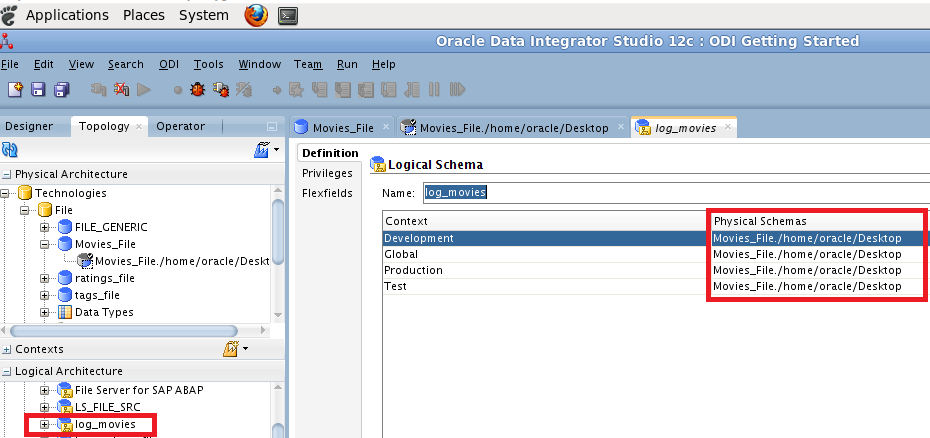 Applications Places System
Oracle Data Integrator Studio 12c : ODI Getting Started
File Edit View Search ODI Tools Window Team Run Help
Designer Topology Operator
Movies_File Movies_File./home/oracle/Desktop log_movies
Physical Architecture
Technologies
File
FILE_GENERIC
Movies_File
Movies_File./home/oracle/Deskt
ratings_file
tags_file
Data Types
Contexts
Logical Architecture
File Server for SAP ABAP
LS_FILE_SRC
log_movies
Definition
Privileges
Flexfields
Logical Schema
Name: log_movies
Context Physical Schemas
Development Movies_File./home/oracle/Desktop
Global Movies_File./home/oracle/Desktop
Production Movies_File./home/oracle/Desktop
Test Movies_File./home/oracle/Desktop